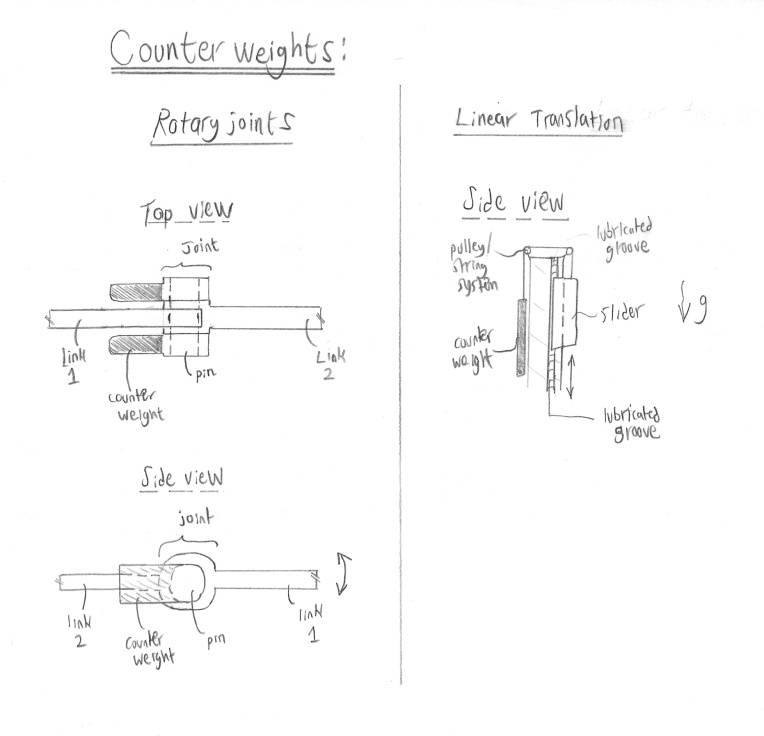 Counter weights:
Rotary joints
Top view
Joint
Link
1
counter
weight
pin
Link
2
Side view
joint
link
2
counter
weight
pin
link
1
Linear Translation
Side view
pulley/
string
system
lubricated
groove
slider
g
counter
weight
lubricated
groove